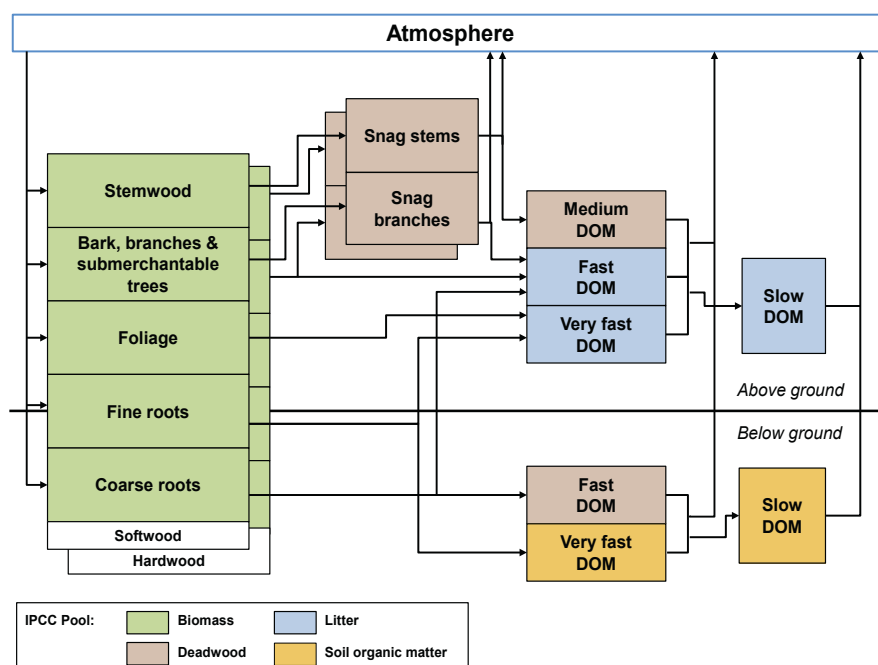 Atmosphere
Snag stems
Snag
branches
Stemwood
Bark, branches &
submerchantable
trees
Foliage
Fine roots
Coarse roots
Softwood
Hardwood
Medium
DOM
Fast
DOM
Very fast
DOM
Slow
DOM
Above ground
Below ground
Fast
DOM
Very fast
DOM
Slow
DOM
IPCC Pool:
Biomass
Litter
Deadwood
Soil organic matter